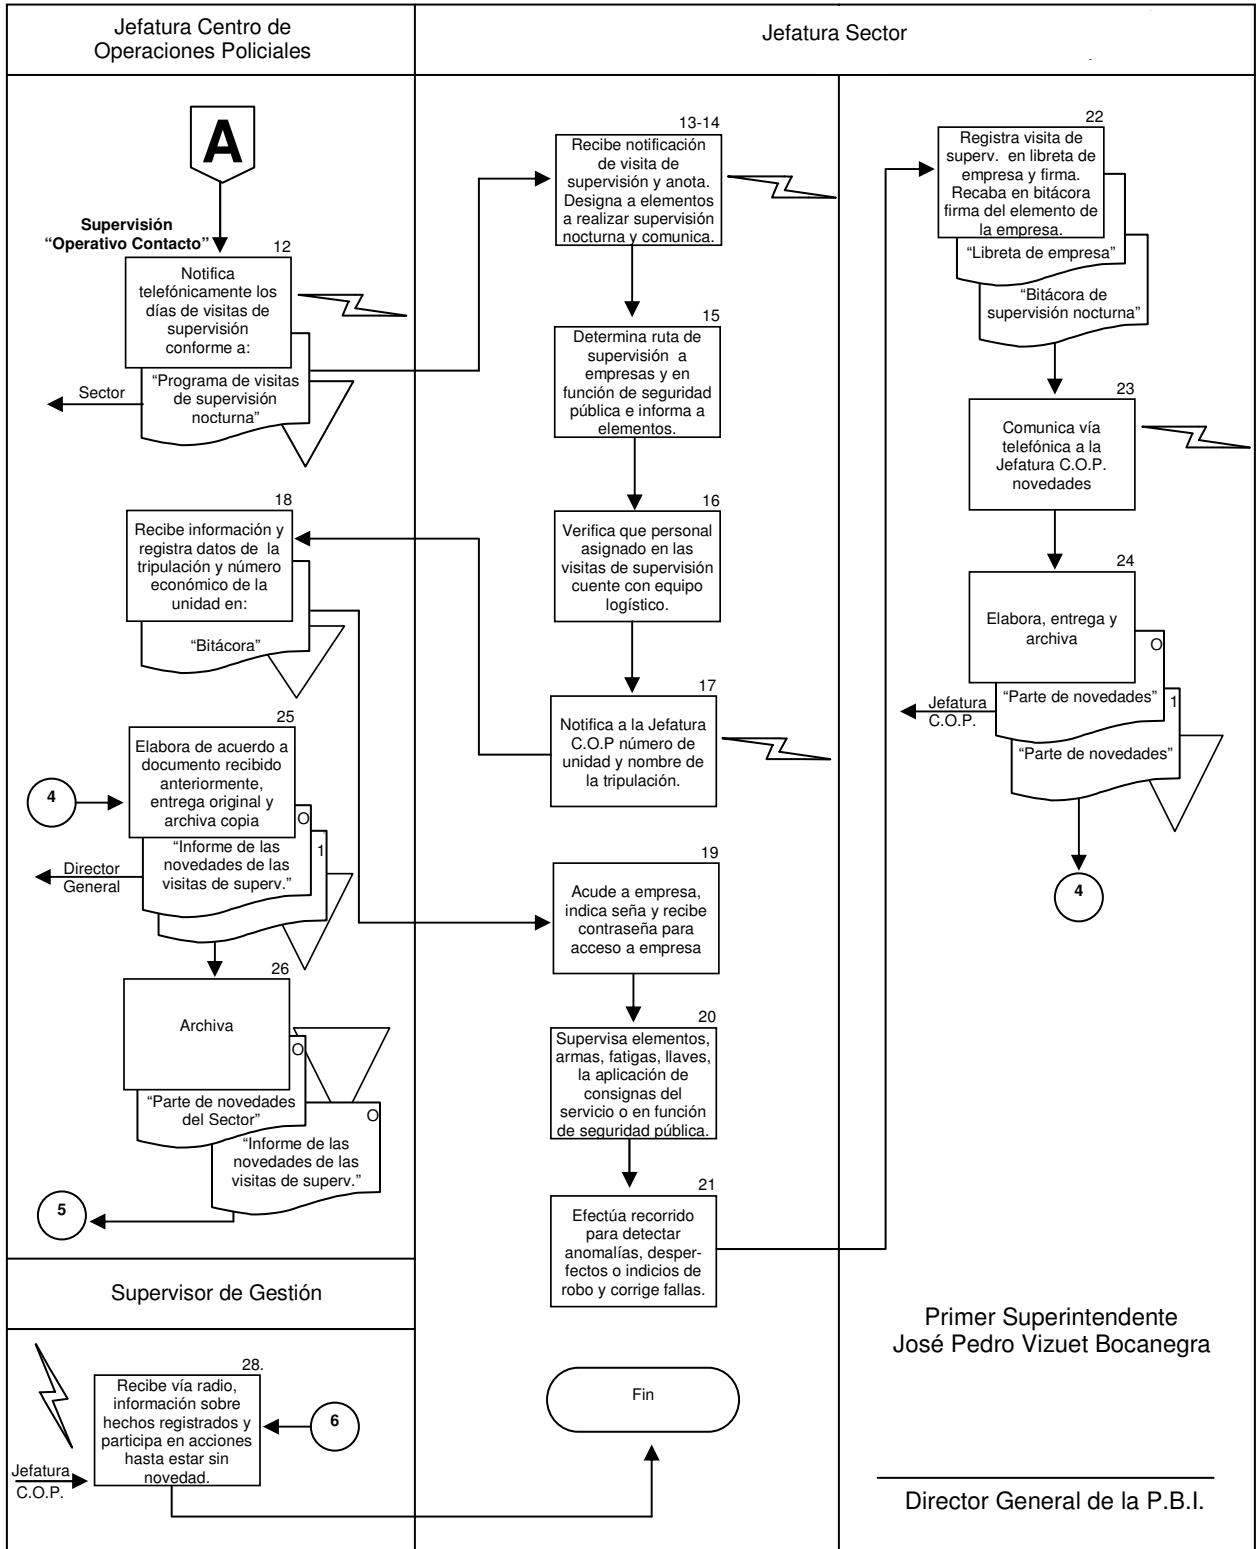 Jefatura Centro de
Operaciones Policiales
Jefatura Sector
A
Supervisión
“Operativo Contacto”
12
Notifica
telefónicamente los
días de visitas de
supervisión
conforme a:
“Programa de visitas
de supervisión
nocturna”
Sector
18
Recibe información y
registra datos de la
tripulación y número
económico de la
unidad en:
“Bitácora”
25
Elabora de acuerdo a
documento recibido
anteriormente,
entrega original y
archiva copia
4
O
“Informe de las
novedades de las
visitas de superv.”
1
Director
General
26
Archiva
O
“Parte de novedades
del Sector”
O
“Informe de las
novedades de las
visitas de superv.”
5
Supervisor de Gestión
28.
Recibe vía radio,
información sobre
hechos registrados y
participa en acciones
hasta estar sin
novedad.
6
Jefatura
C.O.P.
13-14
Recibe notificación
de visita de
supervisión y anota.
Designa a elementos
a realizar supervisión
nocturna y comunica.
15
Determina ruta de
supervisión a
empresas y en
función de seguridad
pública e informa a
elementos.
16
Verifica que personal
asignado en las
visitas de supervisión
cuente con equipo
logístico.
17
Notifica a la Jefatura
C.O.P número de
unidad y nombre de
la tripulación.
19
Acude a empresa,
indica seña y recibe
contraseña para
acceso a empresa
20
Supervisa elementos,
armas, fatigas, llaves,
la aplicación de
consignas del
servicio o en función
de seguridad pública.
21
Efectúa recorrido
para detectar
anomalías, desper-
fectos o indicios de
robo y corrige fallas.
Fin
22
Registra visita de
superv. en libreta de
empresa y firma.
Recaba en bitácora
firma del elemento de
la empresa.
“Libreta de empresa”
“Bitácora de
supervisión nocturna”
23
Comunica vía
telefónica a la
Jefatura C.O.P.
novedades
24
Elabora, entrega y
archiva
O
“Parte de novedades”
1
Jefatura
C.O.P.
“Parte de novedades”
4
Primer Superintendente
José Pedro Vizuet Bocanegra
Director General de la P.B.I.